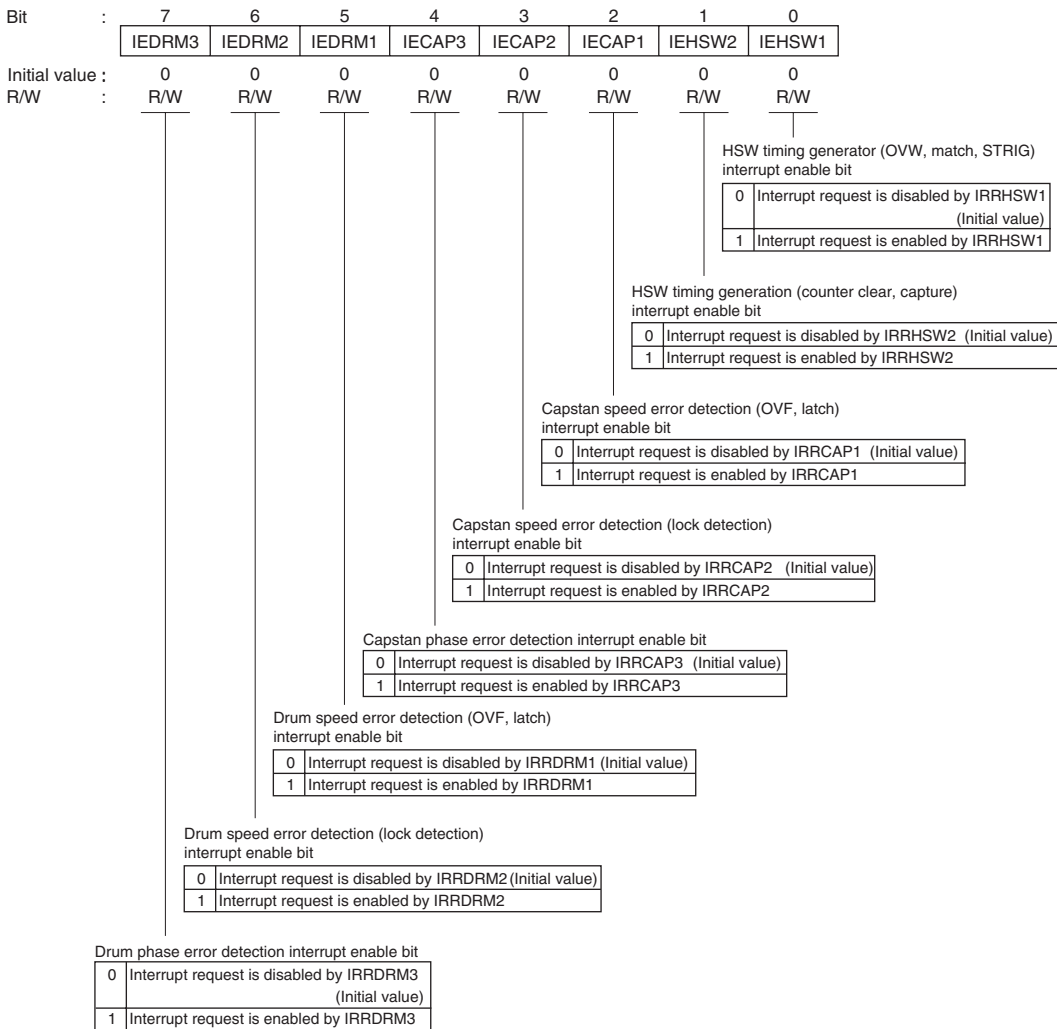 Bit : 7 6 5 4 3 2 1 0
IEDRM3 IEDRM2 IEDRM1 IECAP3 IECAP2 IECAP1 IEHSW2 IEHSW1
Initial value : 0 0 0 0 0 0 0 0
R/W : R/W R/W R/W R/W R/W R/W R/W R/W
HSW timing generator (OVW, match, STRIG)
interrupt enable bit
0 Interrupt request is disabled by IRRHSW1
(Initial value)
1 Interrupt request is enabled by IRRHSW1
HSW timing generation (counter clear, capture)
interrupt enable bit
0 Interrupt request is disabled by IRRHSW2 (Initial value)
1 Interrupt request is enabled by IRRHSW2
Capstan speed error detection (OVF, latch)
interrupt enable bit
0 Interrupt request is disabled by IRRCAP1 (Initial value)
1 Interrupt request is enabled by IRRCAP1
Capstan speed error detection (lock detection)
interrupt enable bit
0 Interrupt request is disabled by IRRCAP2 (Initial value)
1 Interrupt request is enabled by IRRCAP2
Capstan phase error detection interrupt enable bit
0 Interrupt request is disabled by IRRCAP3 (Initial value)
1 Interrupt request is enabled by IRRCAP3
Drum speed error detection (OVF, latch)
interrupt enable bit
0 Interrupt request is disabled by IRRDRM1 (Initial value)
1 Interrupt request is enabled by IRRDRM1
Drum speed error detection (lock detection)
interrupt enable bit
0 Interrupt request is disabled by IRRDRM2 (Initial value)
1 Interrupt request is enabled by IRRDRM2
Drum phase error detection interrupt enable bit
0 Interrupt request is disabled by IRRDRM3
(Initial value)
1 Interrupt request is enabled by IRRDRM3